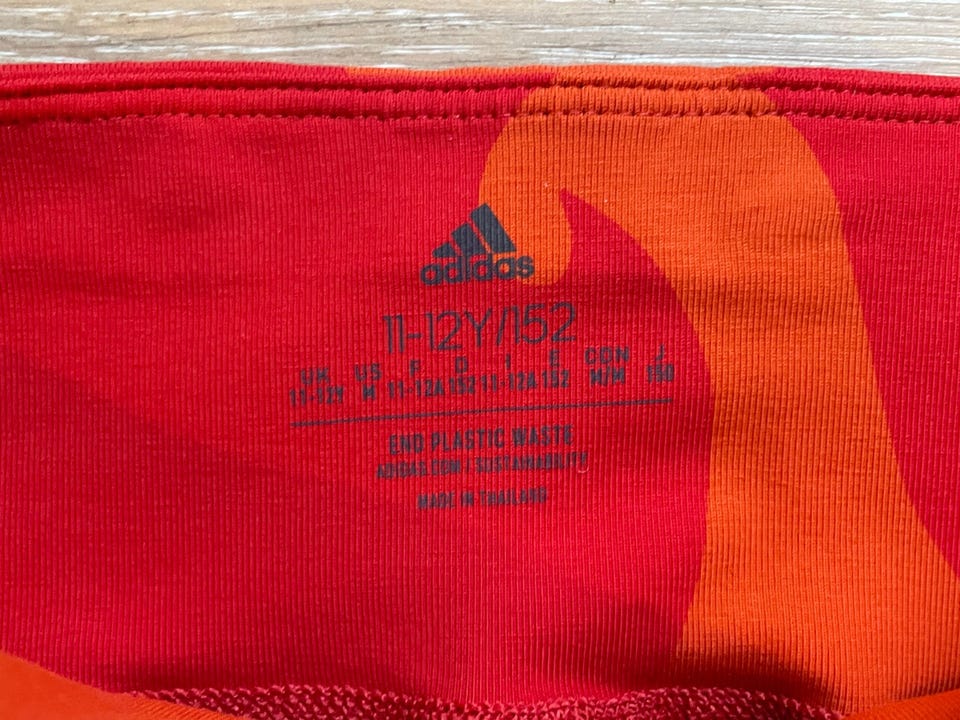 adidas
11-12Y/152
UK US F D I E CDN J
11-12Y M 11-12A 152 11-12A 152 M/M 150
END PLASTIC WASTE
ADIDAS.COM / SUSTAINABILITY
MADE IN THAILAND